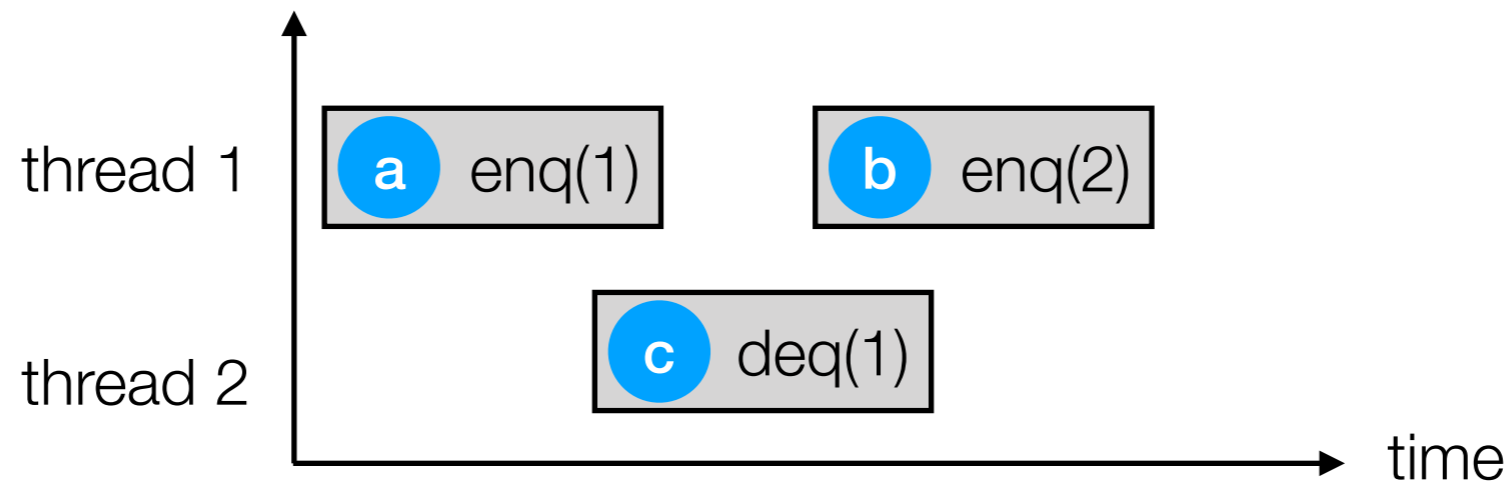 thread 1
a enq(1)
b enq(2)
thread 2
c deq(1)
time